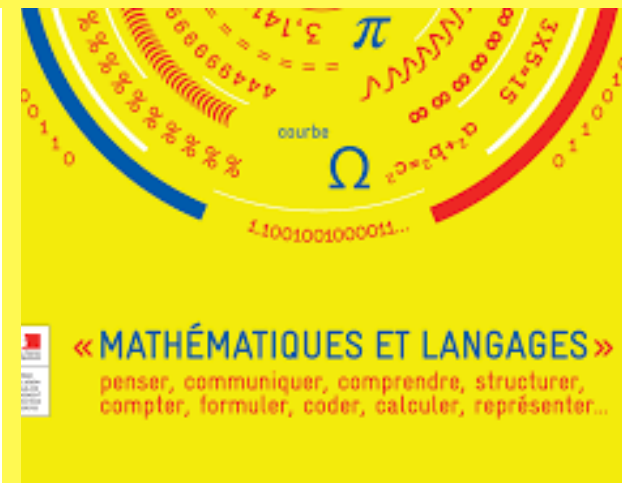 3,141
π
= = = = = =
4449999999
% % % % % % % % %
∞ ∞ ∞ ∞ ∞ ∞
3X5=15
a²+b²=c²
courbe
Ω
1,1001001000011...
« MATHÉMATIQUES ET LANGAGES »
penser, communiquer, comprendre, structurer,
compter, formuler, coder, calculer, représenter...